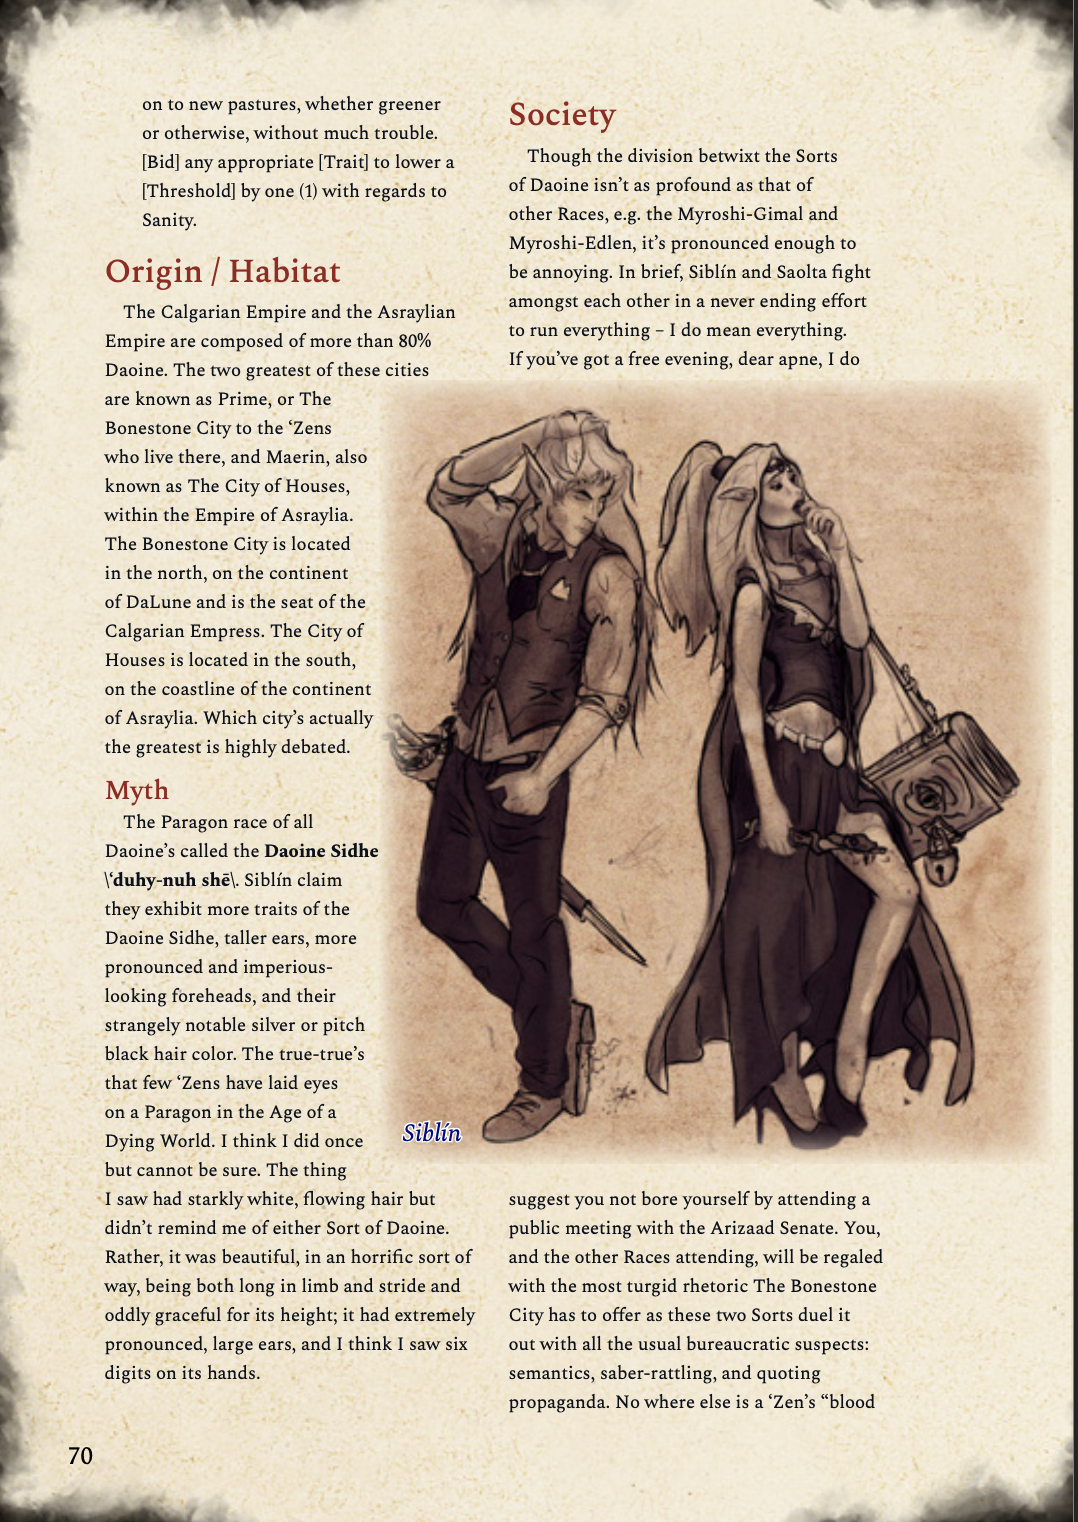 on to new pastures, whether greener
or otherwise, without much trouble.
[Bid] any appropriate [Trait] to lower a
[Threshold] by one (1) with regards to
Sanity.
Origin / Habitat
The Calgarian Empire and the Asraylian
Empire are composed of more than 80%
Daoine. The two greatest of these cities
are known as Prime, or The
Bonestone City to the ‘Zens
who live there, and Maerin, also
known as The City of Houses,
within the Empire of Asraylia.
The Bonestone City is located
in the north, on the continent
of DaLune and is the seat of the
Calgarian Empress. The City of
Houses is located in the south,
on the coastline of the continent
of Asraylia. Which city’s actually
the greatest is highly debated.
Myth
The Paragon race of all
Daoine’s called the Daoine Sidhe
\‘duhy-nuh shē\. Siblín claim
they exhibit more traits of the
Daoine Sidhe, taller ears, more
pronounced and imperious-
looking foreheads, and their
strangely notable silver or pitch
black hair color. The true-true’s
that few ‘Zens have laid eyes
on a Paragon in the Age of a
Dying World. I think I did once
but cannot be sure. The thing
I saw had starkly white, flowing hair but
didn’t remind me of either Sort of Daoine.
Rather, it was beautiful, in an horrific sort of
way, being both long in limb and stride and
oddly graceful for its height; it had extremely
pronounced, large ears, and I think I saw six
digits on its hands.
Society
Though the division betwixt the Sorts
of Daoine isn’t as profound as that of
other Races, e.g. the Myroshi-Gimal and
Myroshi-Edlen, it’s pronounced enough to
be annoying. In brief, Siblín and Saolta fight
amongst each other in a never ending effort
to run everything – I do mean everything.
If you’ve got a free evening, dear apne, I do
Siblín
suggest you not bore yourself by attending a
public meeting with the Arizaad Senate. You,
and the other Races attending, will be regaled
with the most turgid rhetoric The Bonestone
City has to offer as these two Sorts duel it
out with all the usual bureaucratic suspects:
semantics, saber-rattling, and quoting
propaganda. No where else is a ‘Zen’s “blood
70